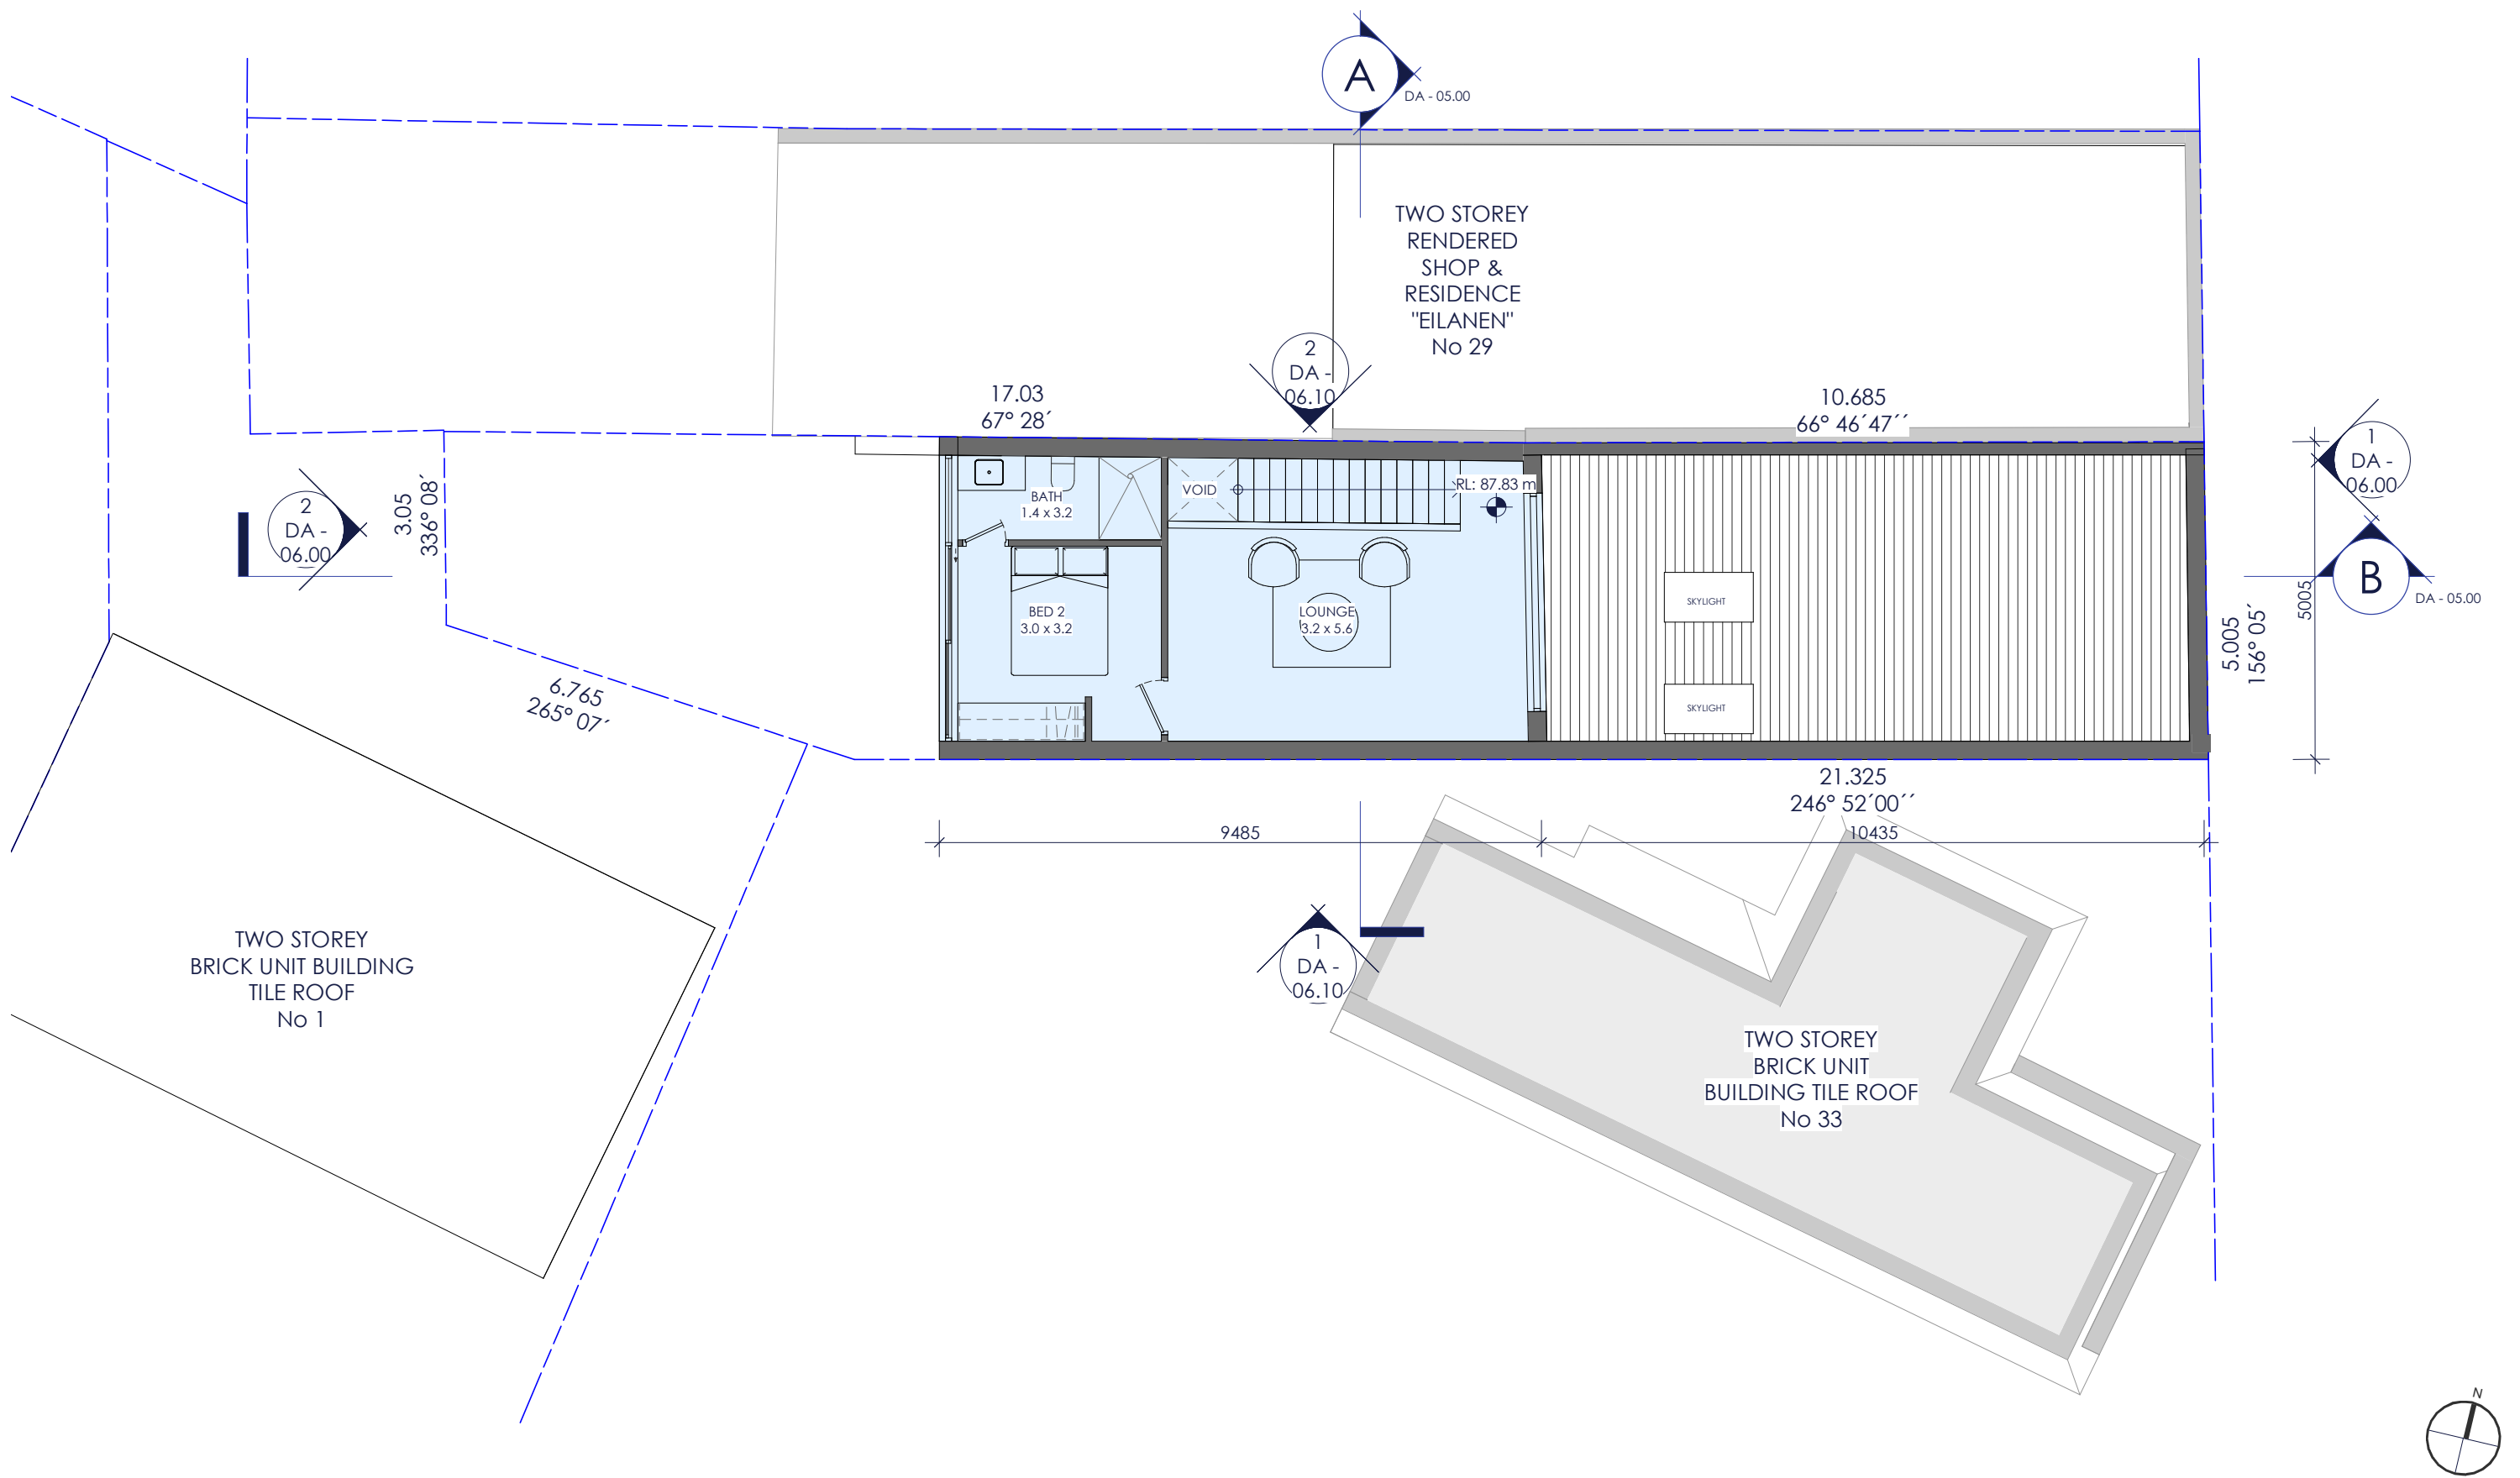 A
DA - 05.00
TWO STOREY
RENDERED
SHOP &
RESIDENCE
"EILANEN"
No 29
2
DA -
06.10
17.03
67° 28´
10.685
66° 46´47´´
1
DA -
06.00
2
DA -
06.00
3.05
336° 08´
BATH
1.4 x 3.2
VOID
RL: 87.83 m
BED 2
3.0 x 3.2
LOUNGE
3.2 x 5.6
SKYLIGHT
SKYLIGHT
B
DA - 05.00
5005
5.005
156° 05´
6.765
265° 07´
21.325
246° 52´00´´
9485
10435
1
DA -
06.10
TWO STOREY
BRICK UNIT BUILDING
TILE ROOF
No 1
TWO STOREY
BRICK UNIT
BUILDING TILE ROOF
No 33
N